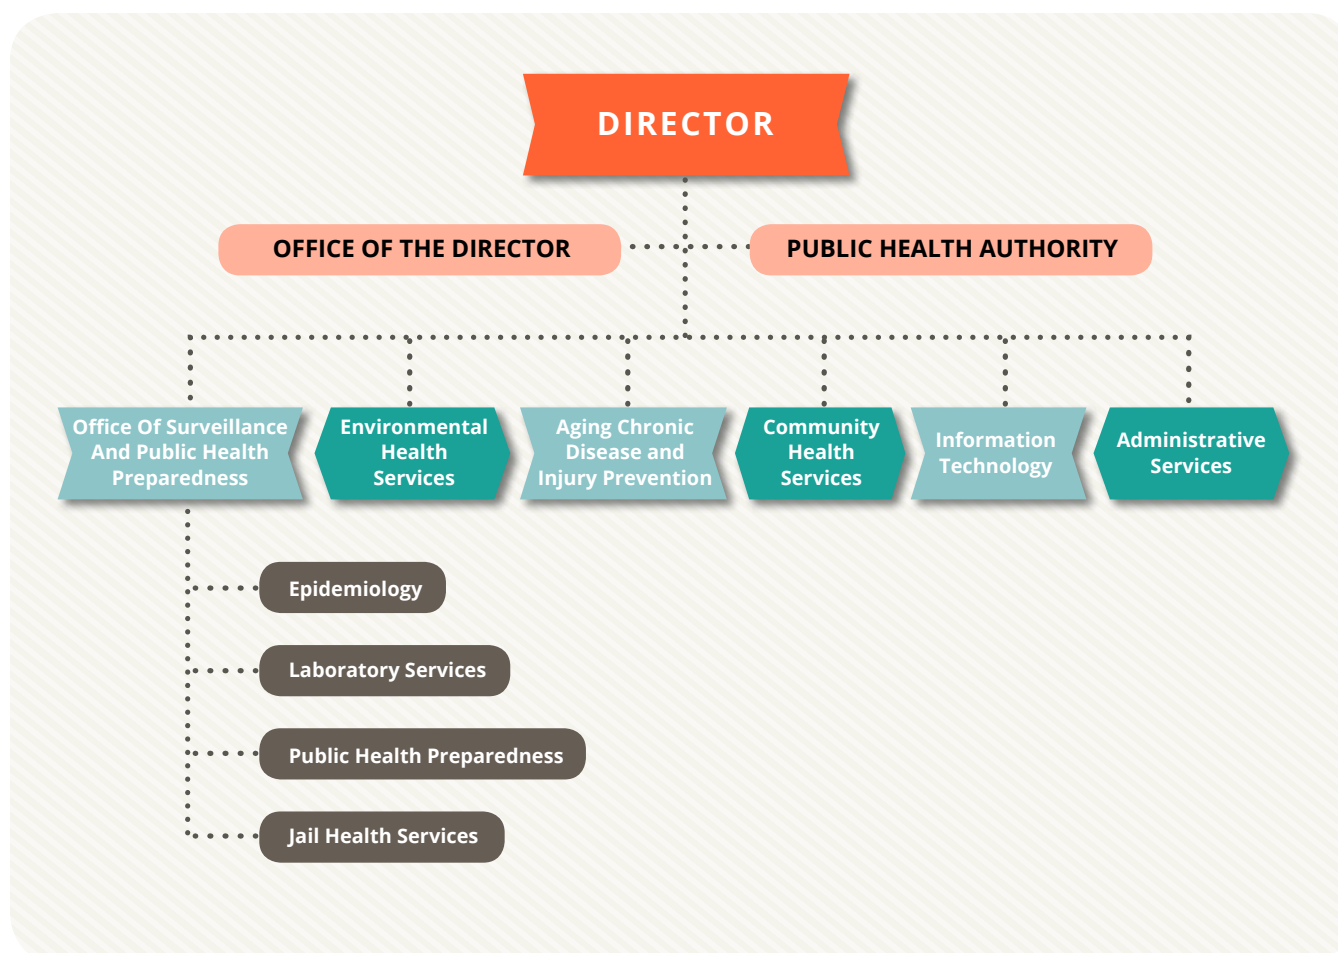 DIRECTOR
OFFICE OF THE DIRECTOR
PUBLIC HEALTH AUTHORITY
Office Of Surveillance
And Public Health
Preparedness
Environmental
Health
Services
Aging Chronic
Disease and
Injury Prevention
Community
Health
Services
Information
Technology
Administrative
Services
Epidemiology
Laboratory Services
Public Health Preparedness
Jail Health Services